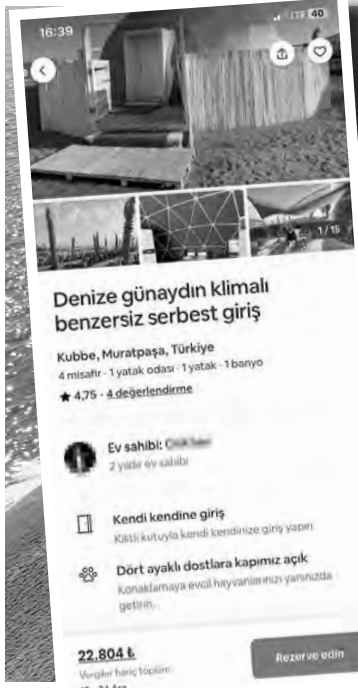 16:39
LTE 40
1/15
Denize günaydın klimalı
benzersiz serbest giriş
Kubbe, Muratpaşa, Türkiye
4 misafir · 1 yatak odası · 1 yatak · 1 banyo
★ 4,75 · 4 değerlendirme
Ev sahibi:
2 yıldır ev sahibi
Kendi kendine giriş
Kilitli kutuyla kendi kendinize giriş yapın
Dört ayaklı dostlara kapımız açık
Konaklamaya evcil hayvanlarınızı yanınızda
getirin.
22.804 ₺
Rezerve edin
Vergiler hariç toplam